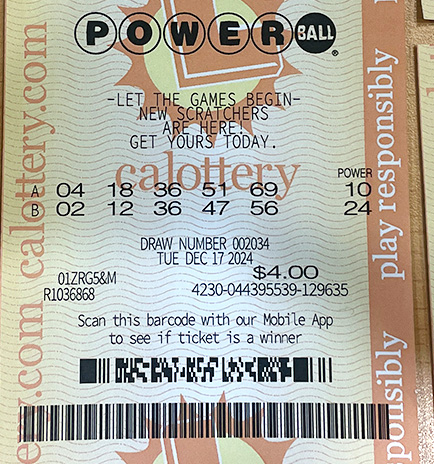 POWERBALL®
-LET THE GAMES BEGIN-
NEW SCRATCHERS
ARE HERE!
GET YOURS TODAY.
calottery
POWER
A 04 18 36 51 69 10
B 02 12 36 47 56 24
DRAW NUMBER 002034
TUE DEC 17 2024
01ZRG5&M $4.00
R1036868 4230-044395539-129635
Scan this barcode with our Mobile App
to see if ticket is a winner
ery.com calottery.com
play responsibly
ponsibly